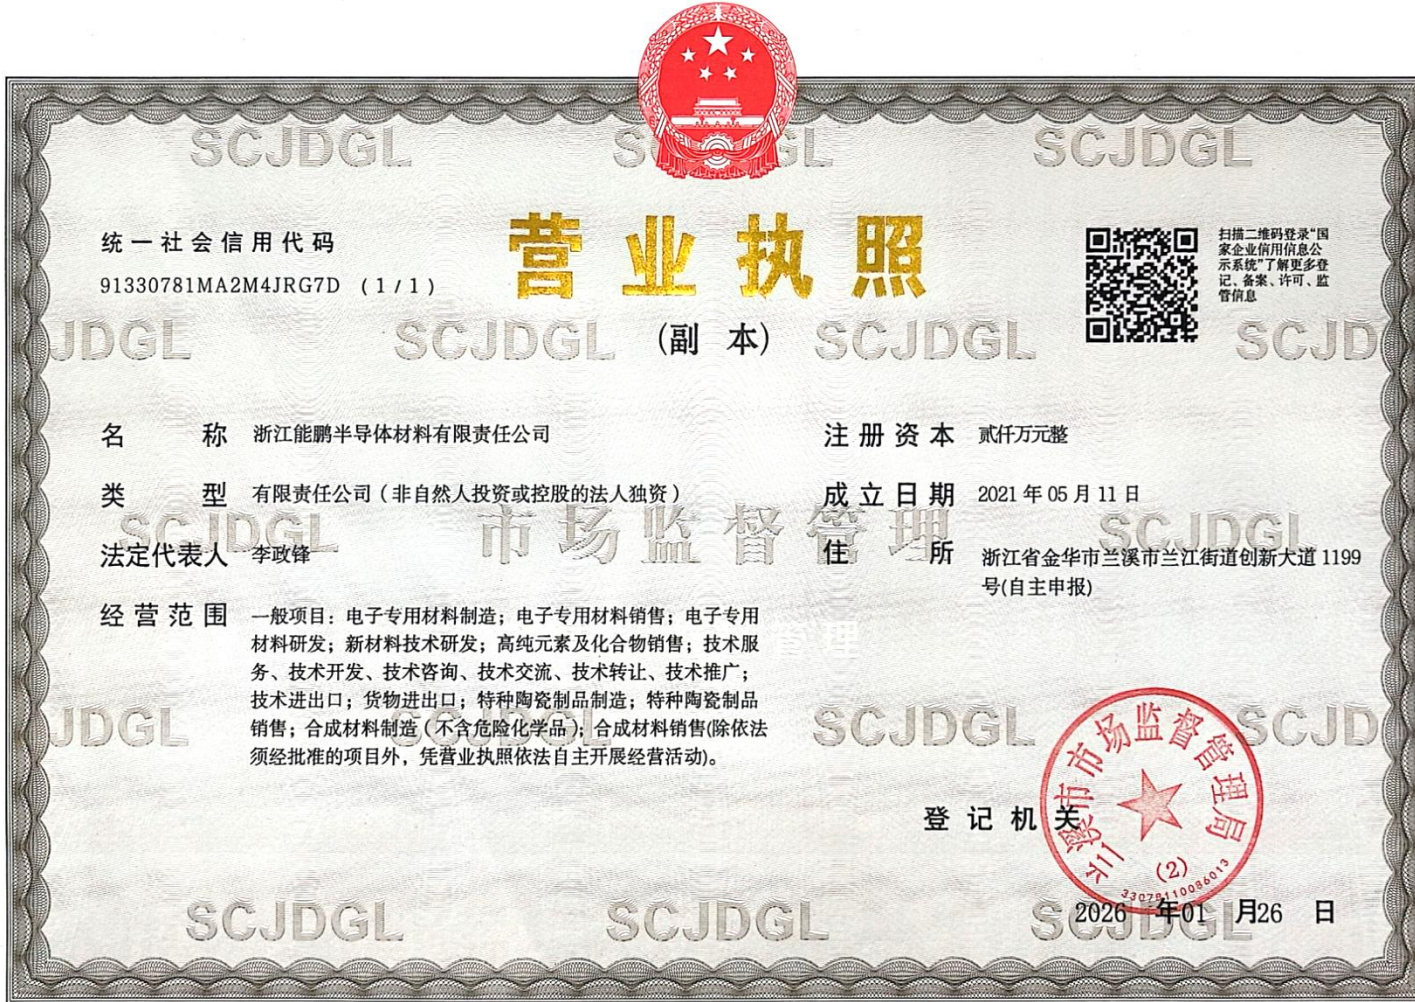 统一社会信用代码
91330781MA2M4JRG7D （1/1）
营业执照
(副 本)
扫描二维码登录“国
家企业信用信息公
示系统”了解更多登
记、备案、许可、监
管信息
名 称 浙江能鹏半导体材料有限责任公司
类 型 有限责任公司（非自然人投资或控股的法人独资）
法定代表人 李政锋
经营范围 一般项目：电子专用材料制造；电子专用材料销售；电子专用
材料研发；新材料技术研发；高纯元素及化合物销售；技术服
务、技术开发、技术咨询、技术交流、技术转让、技术推广；
技术进出口；货物进出口；特种陶瓷制品制造；特种陶瓷制品
销售；合成材料制造（不含危险化学品）；合成材料销售(除依法
须经批准的项目外，凭营业执照依法自主开展经营活动)。
注册资本 贰仟万元整
成立日期 2021年05月11日
住 所 浙江省金华市兰溪市兰江街道创新大道1199
号(自主申报)
登记机关
兰溪市市场监督管理局
(2)
33078110086013
2026 年01 月26 日
SCJDGL SCJDGL SCJDGL
JDGL SCJDGL SCJDGL SCJD
SCJDGL 市场监督管理 SCJDGL
管理
JDGL SCJDGL SCJDGL SCJD
SCJDGL SCJDGL SCJDGL